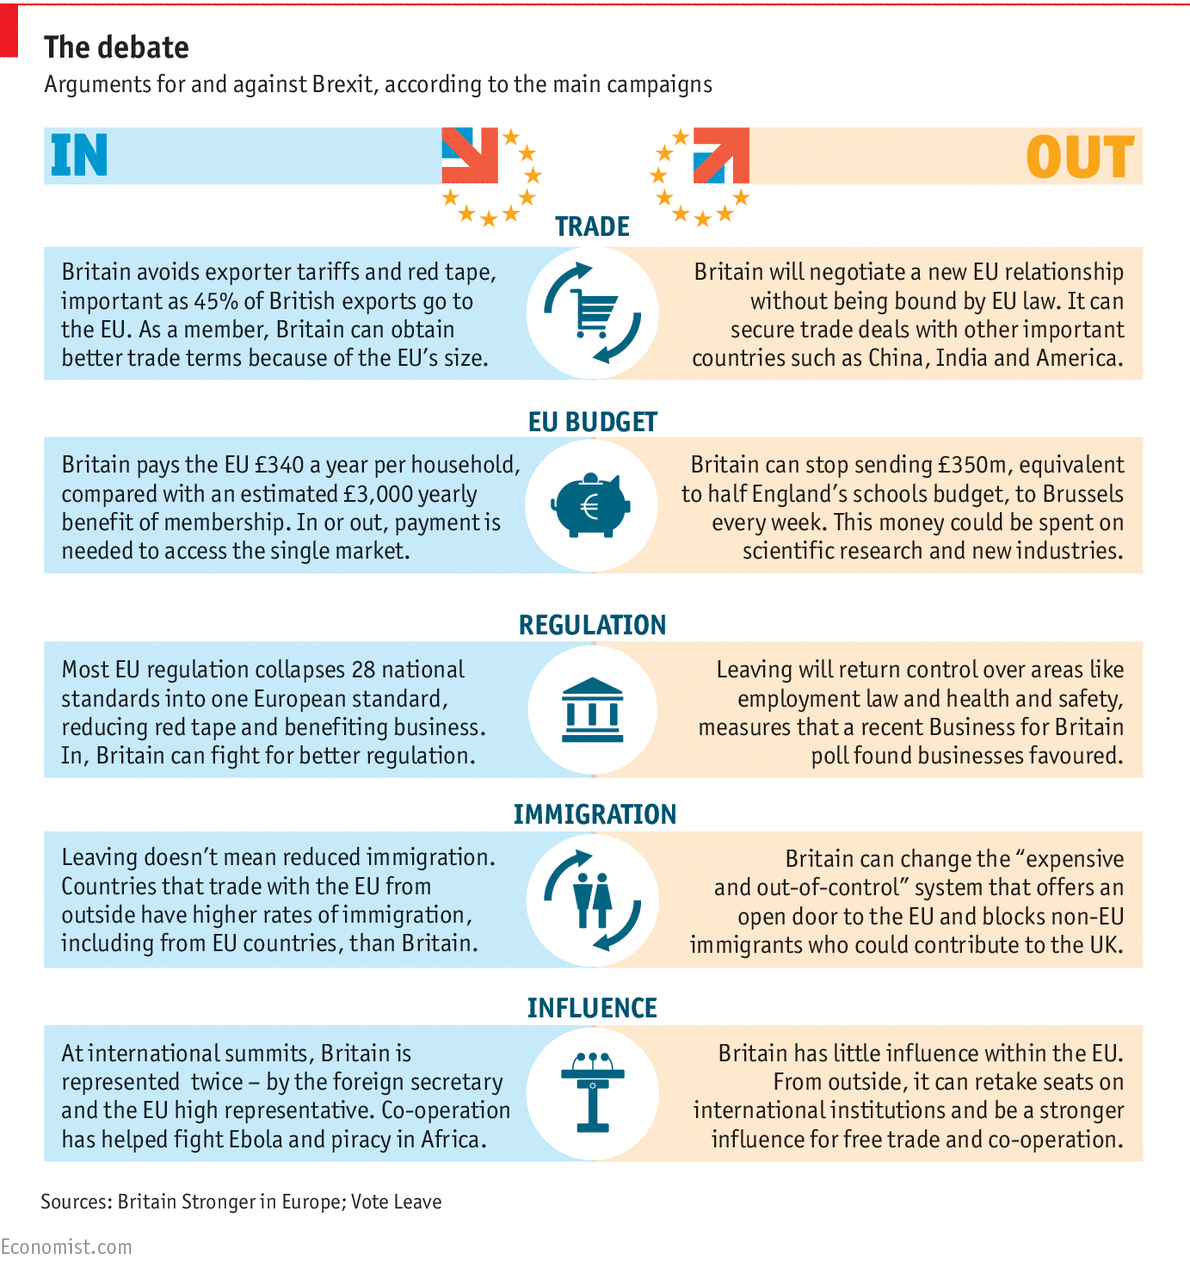 The debate
Arguments for and against Brexit, according to the main campaigns
IN
OUT
TRADE
Britain avoids exporter tariffs and red tape,
important as 45% of British exports go to
the EU. As a member, Britain can obtain
better trade terms because of the EU’s size.
Britain will negotiate a new EU relationship
without being bound by EU law. It can
secure trade deals with other important
countries such as China, India and America.
EU BUDGET
Britain pays the EU £340 a year per household,
compared with an estimated £3,000 yearly
benefit of membership. In or out, payment is
needed to access the single market.
€
Britain can stop sending £350m, equivalent
to half England’s schools budget, to Brussels
every week. This money could be spent on
scientific research and new industries.
REGULATION
Most EU regulation collapses 28 national
standards into one European standard,
reducing red tape and benefiting business.
In, Britain can fight for better regulation.
Leaving will return control over areas like
employment law and health and safety,
measures that a recent Business for Britain
poll found businesses favoured.
IMMIGRATION
Leaving doesn’t mean reduced immigration.
Countries that trade with the EU from
outside have higher rates of immigration,
including from EU countries, than Britain.
Britain can change the “expensive
and out-of-control” system that offers an
open door to the EU and blocks non-EU
immigrants who could contribute to the UK.
INFLUENCE
At international summits, Britain is
represented twice – by the foreign secretary
and the EU high representative. Co-operation
has helped fight Ebola and piracy in Africa.
Britain has little influence within the EU.
From outside, it can retake seats on
international institutions and be a stronger
influence for free trade and co-operation.
Sources: Britain Stronger in Europe; Vote Leave
Economist.com